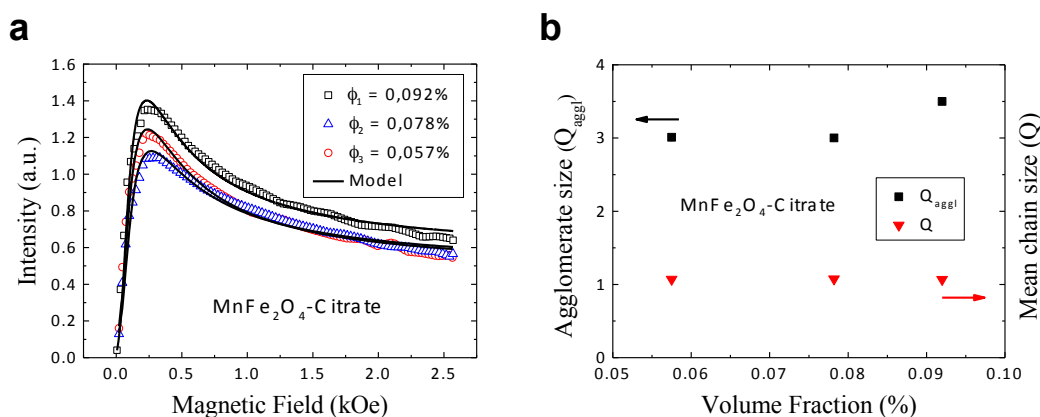 a
1.6
1.4
1.2
1.0
0.8
0.6
0.4
0.2
0.0
Intensity (a.u.)
ϕ₁ = 0,092%
ϕ₂ = 0,078%
ϕ₃ = 0,057%
Model
MnFe₂O₄-Citrate
0.0 0.5 1.0 1.5 2.0 2.5
Magnetic Field (kOe)
b
4
3
2
1
0
Agglomerate size (Qaggl)
MnFe₂O₄-Citrate
Qaggl
Q
Mean chain size (Q)
0.05 0.06 0.07 0.08 0.09 0.10
Volume Fraction (%)